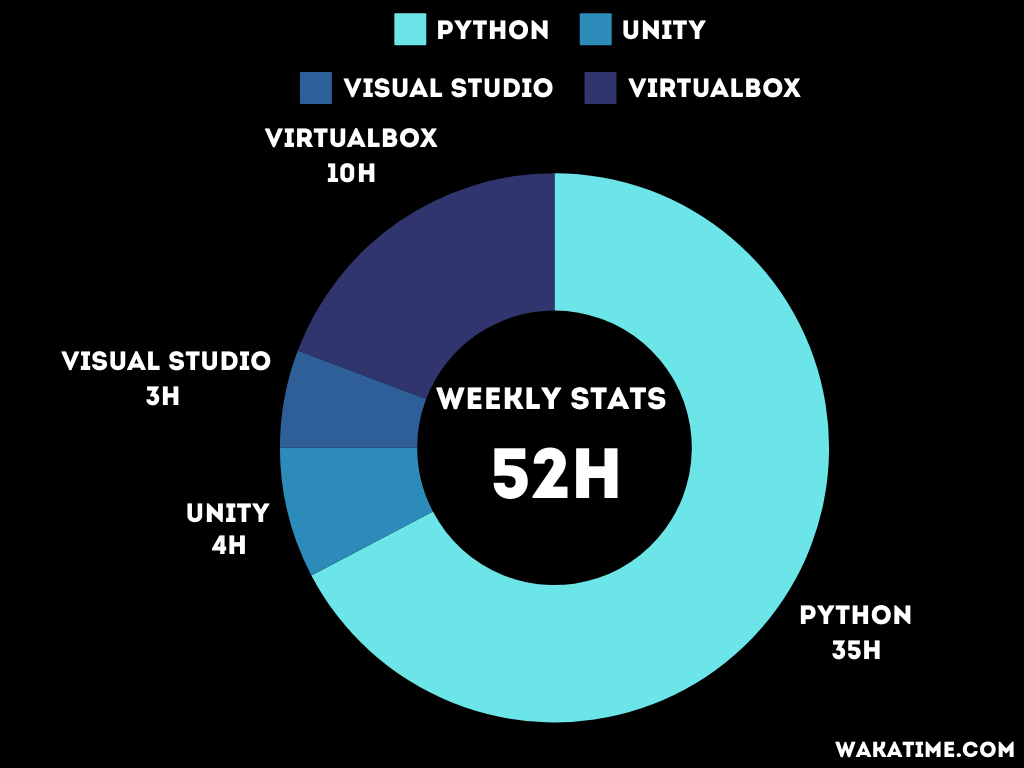 PYTHON
UNITY
VISUAL STUDIO
VIRTUALBOX
VIRTUALBOX
10H
VISUAL STUDIO
3H
WEEKLY STATS
52H
UNITY
4H
PYTHON
35H
WAKATIME.COM